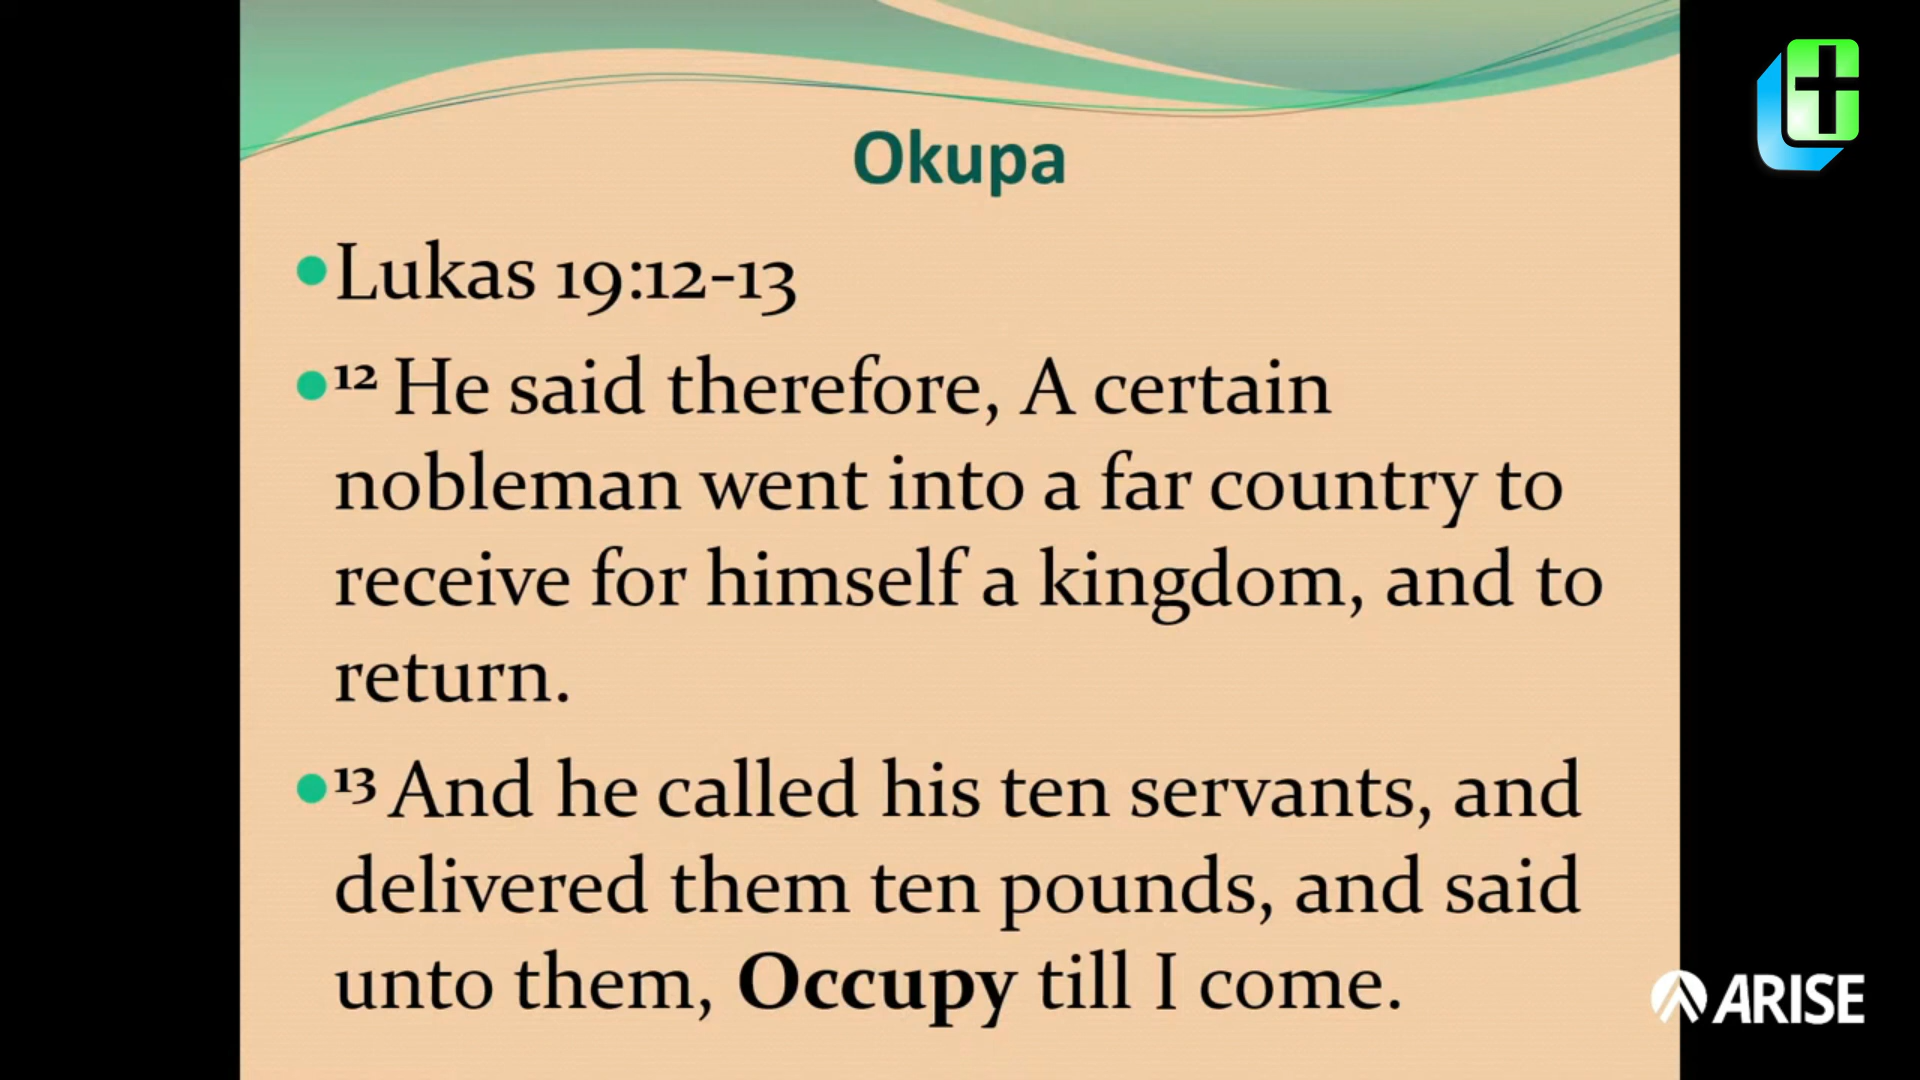 Okupa
•Lukas 19:12-13
•¹² He said therefore, A certain
nobleman went into a far country to
receive for himself a kingdom, and to
return.
•¹³ And he called his ten servants, and
delivered them ten pounds, and said
unto them, Occupy till I come.
ARISE